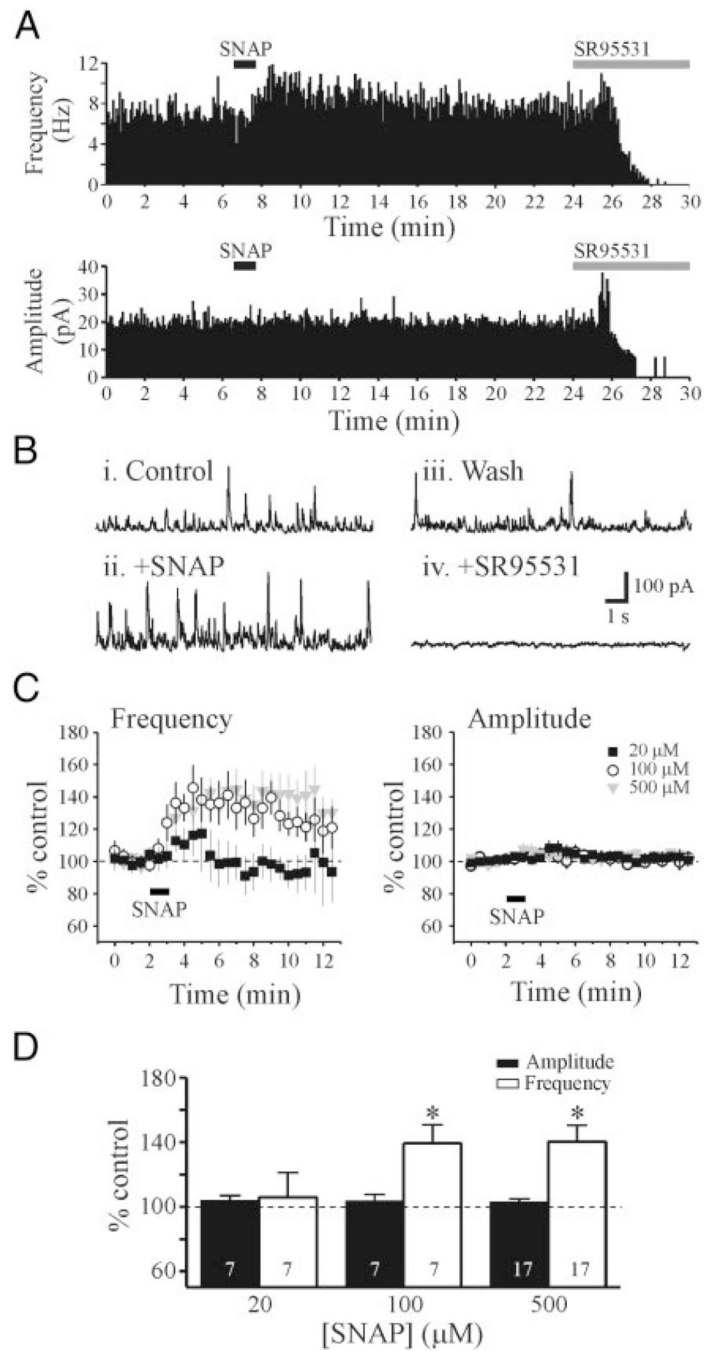 A
SNAP SR95531
Frequency (Hz)
12
8
4
0
0 2 4 6 8 10 12 14 16 18 20 22 24 26 28 30
Time (min)
SNAP SR95531
Amplitude (pA)
40
30
20
10
0
0 2 4 6 8 10 12 14 16 18 20 22 24 26 28 30
Time (min)
B
i. Control
iii. Wash
ii. +SNAP
iv. +SR95531
100 pA
1 s
C
Frequency
% control
180
160
140
120
100
80
60
SNAP
0 2 4 6 8 10 12
Time (min)
Amplitude
20 μM
100 μM
500 μM
% control
180
160
140
120
100
80
60
SNAP
0 2 4 6 8 10 12
Time (min)
D
Amplitude
Frequency
% control
180
140
100
60
* *
7 7 7 7 17 17
20 100 500
[SNAP] (μM)